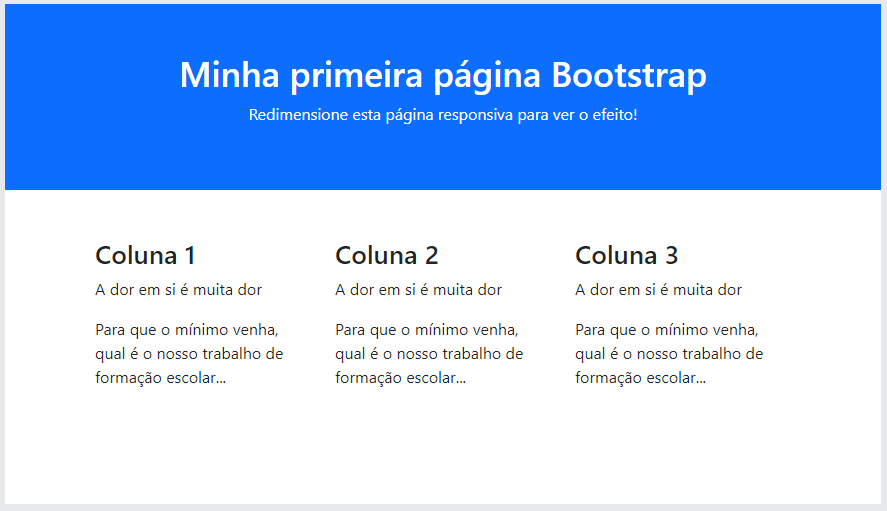 Minha primeira página Bootstrap
Redimensione esta página responsiva para ver o efeito!
Coluna 1
A dor em si é muita dor
Para que o mínimo venha,
qual é o nosso trabalho de
formação escolar...
Coluna 2
A dor em si é muita dor
Para que o mínimo venha,
qual é o nosso trabalho de
formação escolar...
Coluna 3
A dor em si é muita dor
Para que o mínimo venha,
qual é o nosso trabalho de
formação escolar...